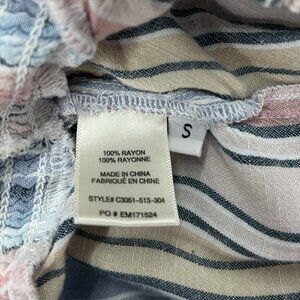 S
100% RAYON
100% RAYONNE
MADE IN CHINA
FABRIQUÉ EN CHINE
STYLE# C3051-513-304
PO # EM171524